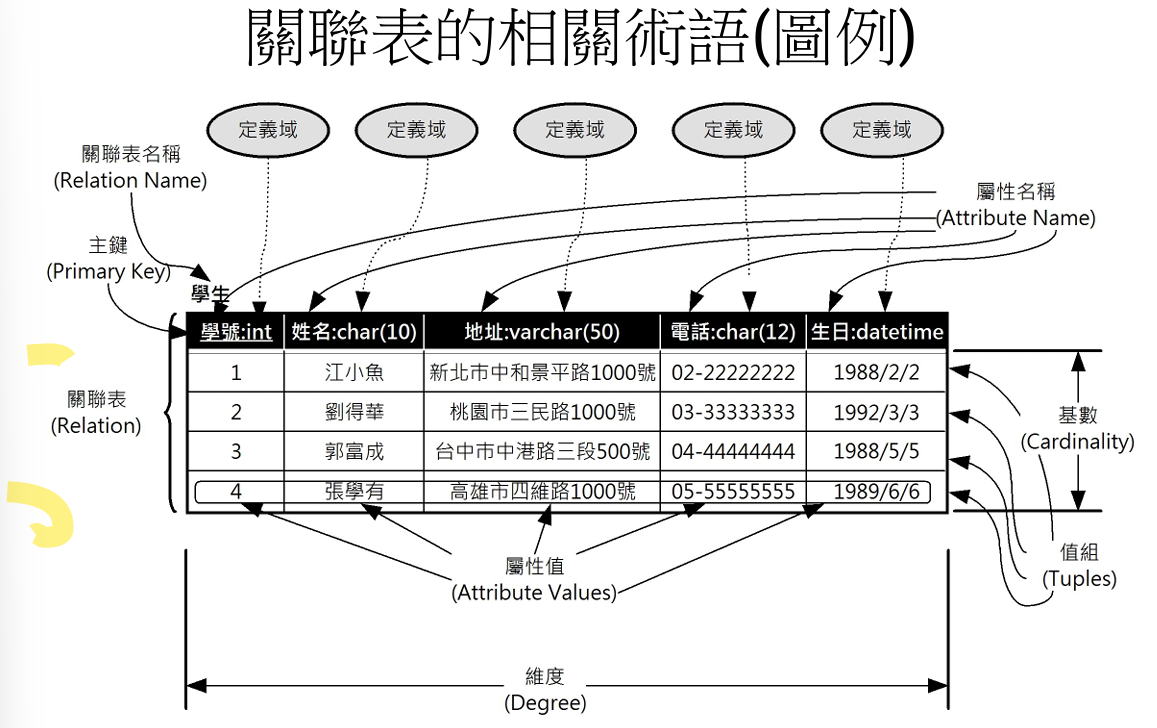 關聯表的相關術語(圖例)
定義域 定義域 定義域 定義域 定義域
關聯表名稱
(Relation Name)
屬性名稱
(Attribute Name)
主鍵
(Primary Key)
學生
學號:int 姓名:char(10) 地址:varchar(50) 電話:char(12) 生日:datetime
1 江小魚 新北市中和景平路1000號 02-22222222 1988/2/2
2 劉得華 桃園市三民路1000號 03-33333333 1992/3/3
3 郭富成 台中市中港路三段500號 04-44444444 1988/5/5
4 張學有 高雄市四維路1000號 05-55555555 1989/6/6
關聯表
(Relation)
基數
(Cardinality)
值組
(Tuples)
屬性值
(Attribute Values)
維度
(Degree)